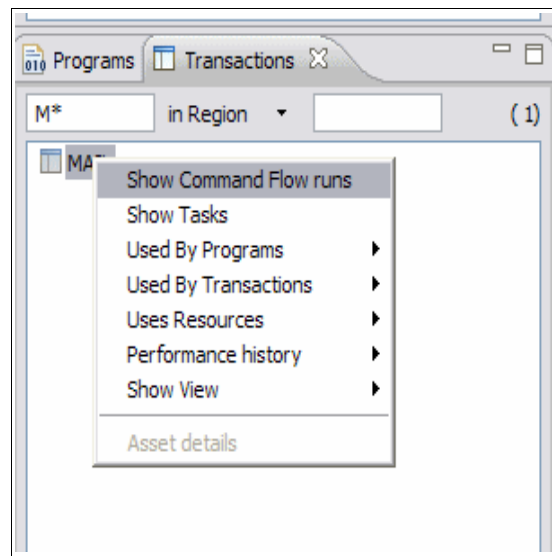 010 Programs Transactions
M* in Region ( 1)
Show Command Flow runs
Show Tasks
Used By Programs
Used By Transactions
Uses Resources
Performance history
Show View
Asset details